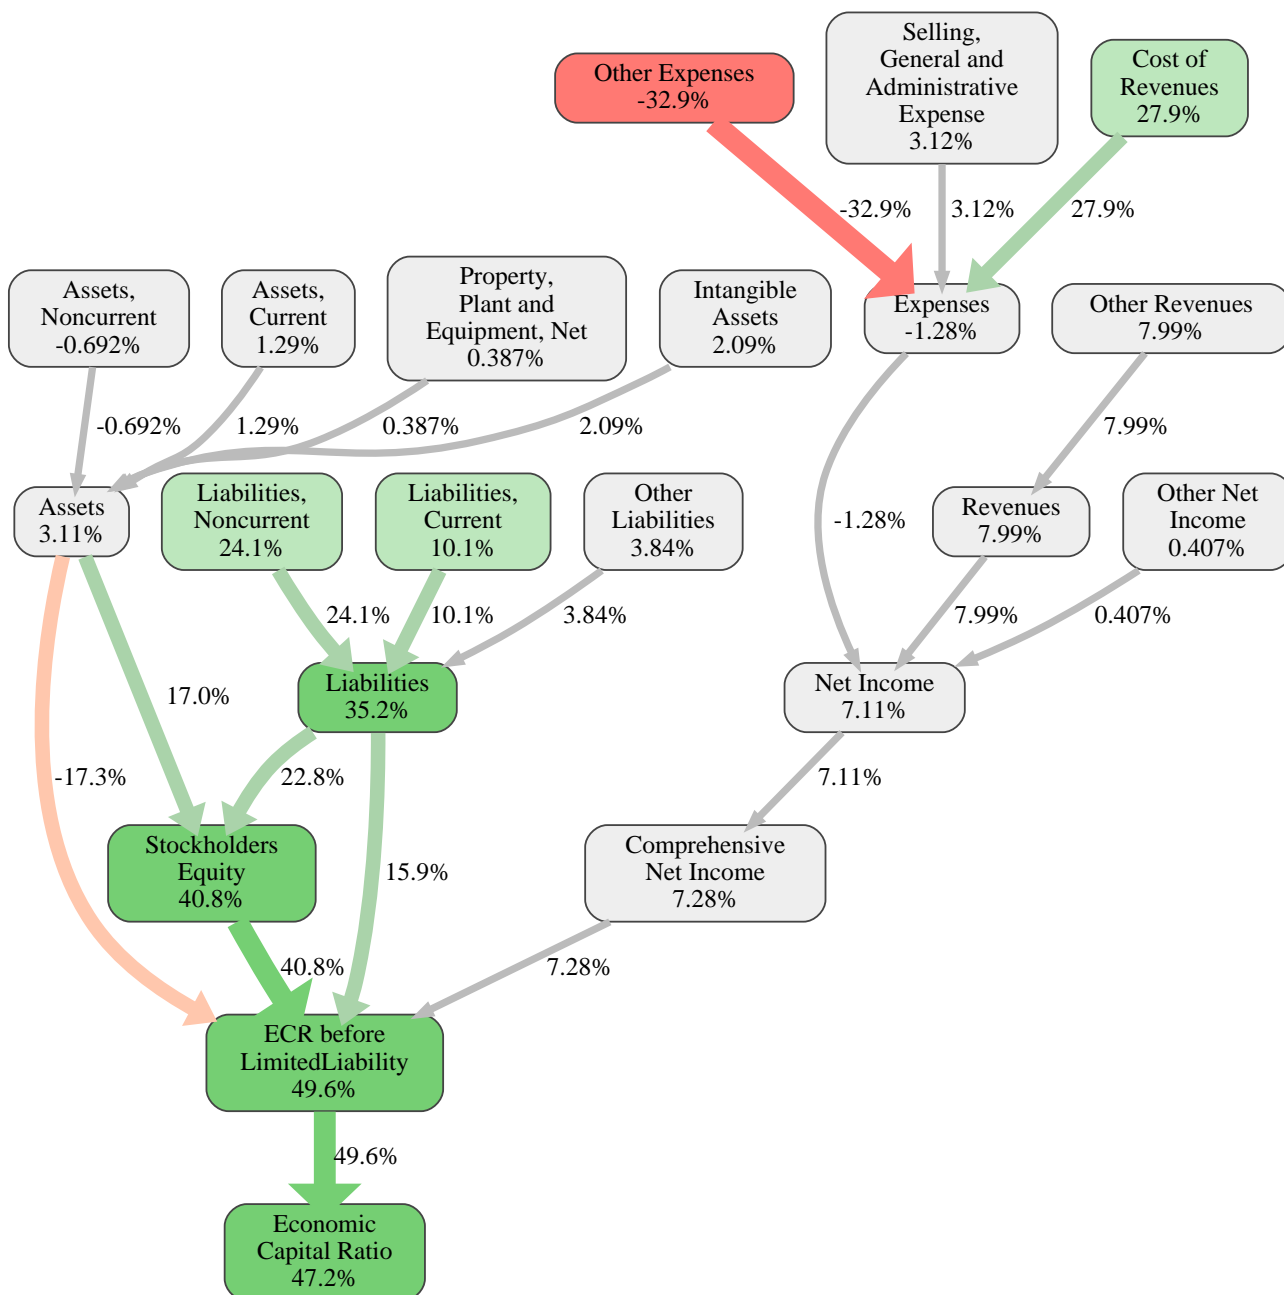 Selling,
General and
Administrative
Expense
3.12%
Other Expenses
-32.9%
Cost of
Revenues
27.9%
-32.9%
3.12%
27.9%
Assets,
Noncurrent
-0.692%
Assets,
Current
1.29%
Property,
Plant and
Equipment, Net
0.387%
Intangible
Assets
2.09%
Expenses
-1.28%
Other Revenues
7.99%
-0.692%
1.29%
0.387%
2.09%
7.99%
Assets
3.11%
Liabilities,
Noncurrent
24.1%
Liabilities,
Current
10.1%
Other
Liabilities
3.84%
-1.28%
Revenues
7.99%
Other Net
Income
0.407%
24.1%
10.1%
3.84%
7.99%
0.407%
17.0%
Liabilities
35.2%
Net Income
7.11%
-17.3%
22.8%
7.11%
Stockholders
Equity
40.8%
15.9%
Comprehensive
Net Income
7.28%
40.8%
7.28%
ECR before
LimitedLiability
49.6%
49.6%
Economic
Capital Ratio
47.2%